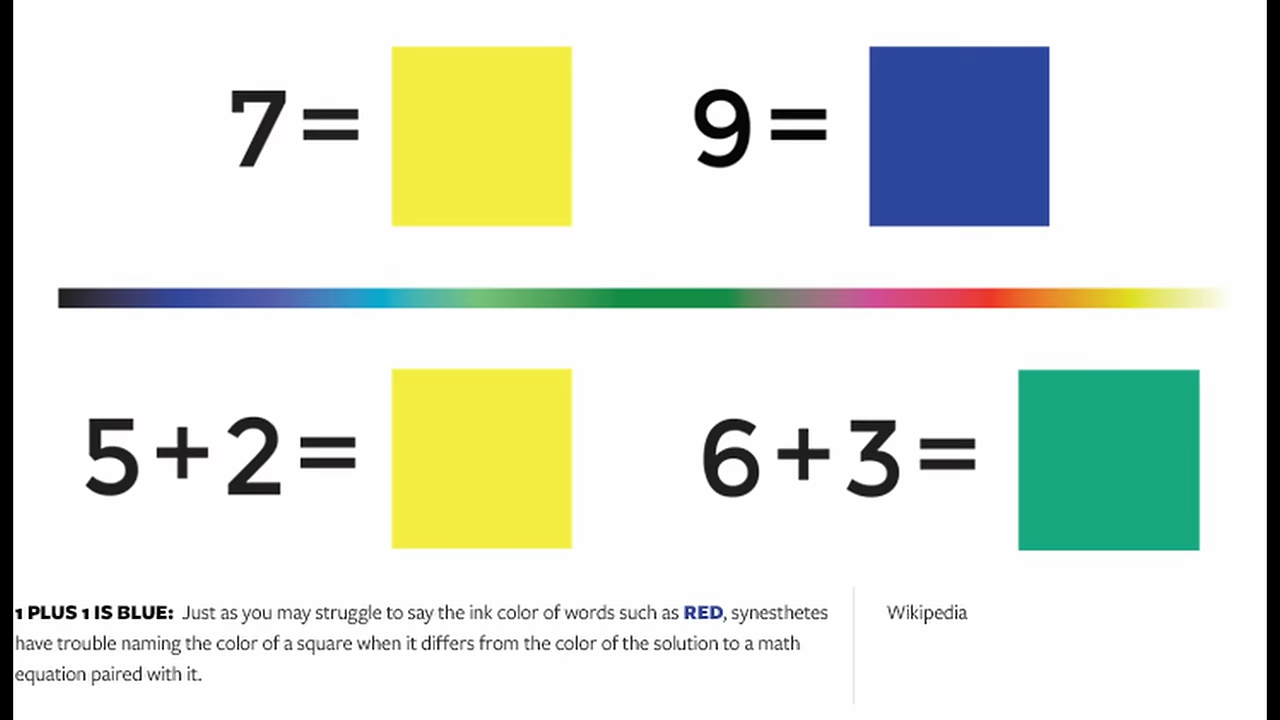 7=
9=
5+2=
6+3=
1 PLUS 1 IS BLUE: Just as you may struggle to say the ink color of words such as RED, synesthetes
have trouble naming the color of a square when it differs from the color of the solution to a math
equation paired with it.
Wikipedia